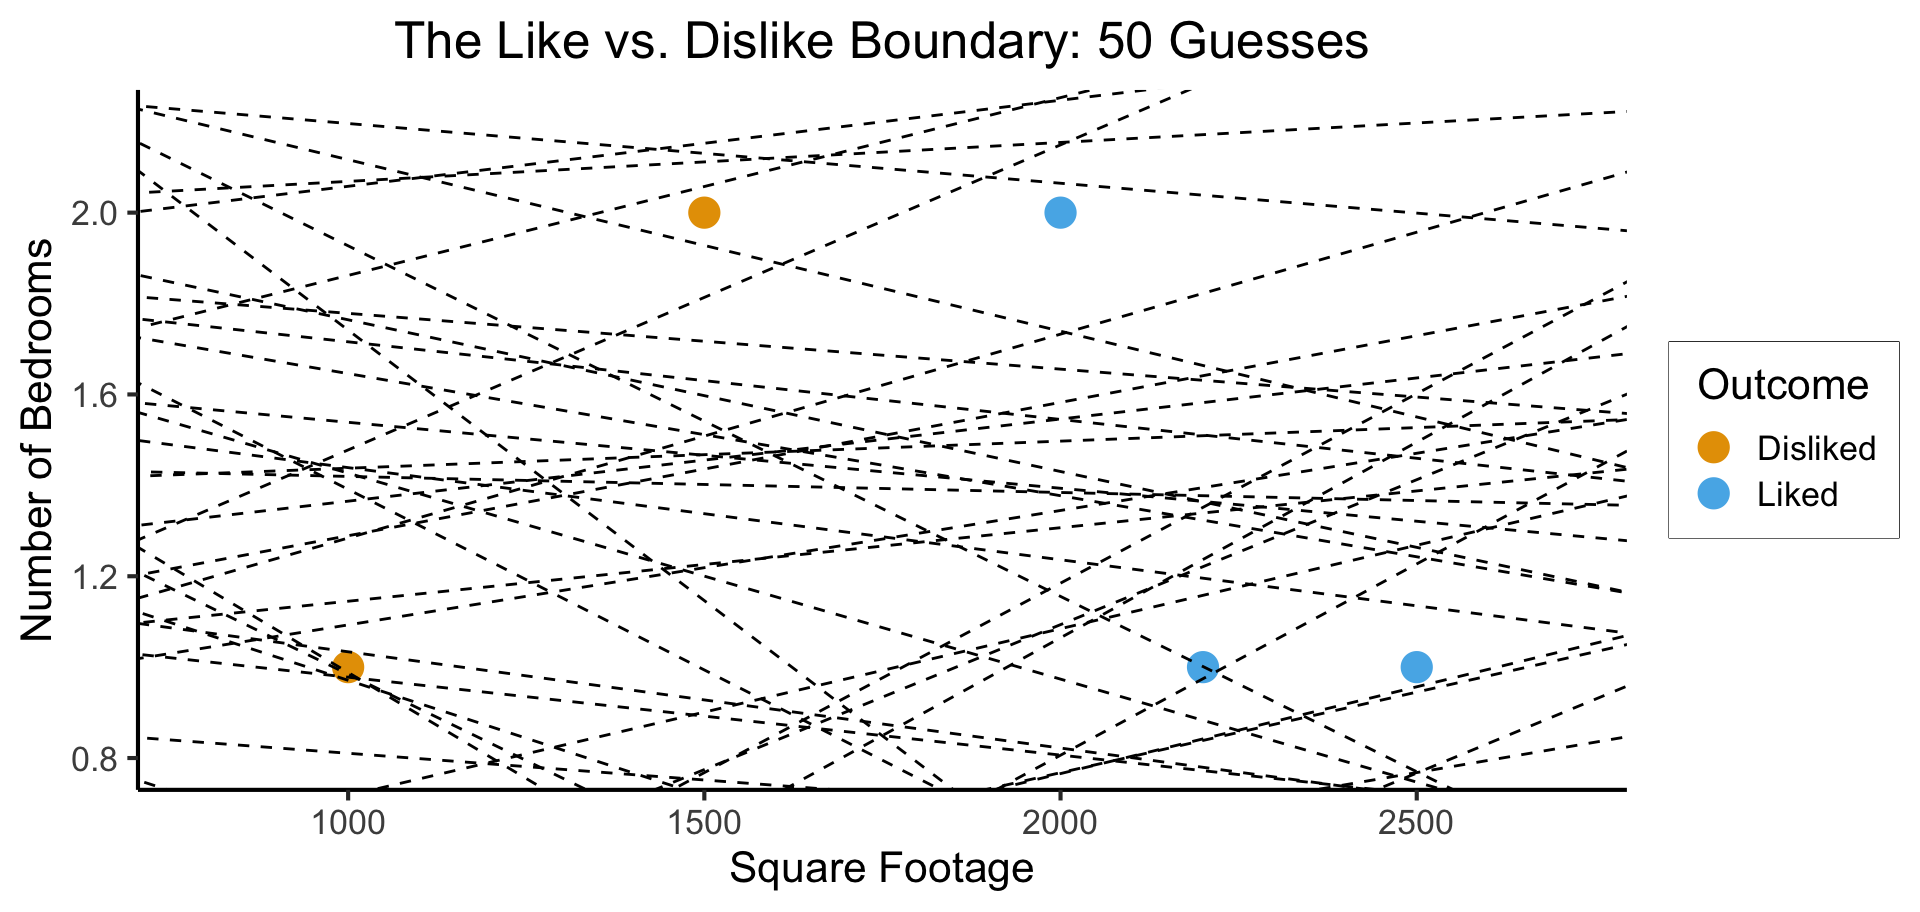 The Like vs. Dislike Boundary: 50 Guesses
Number of Bedrooms
2.0
1.6
1.2
0.8
1000 1500 2000 2500
Square Footage
Outcome
Disliked
Liked